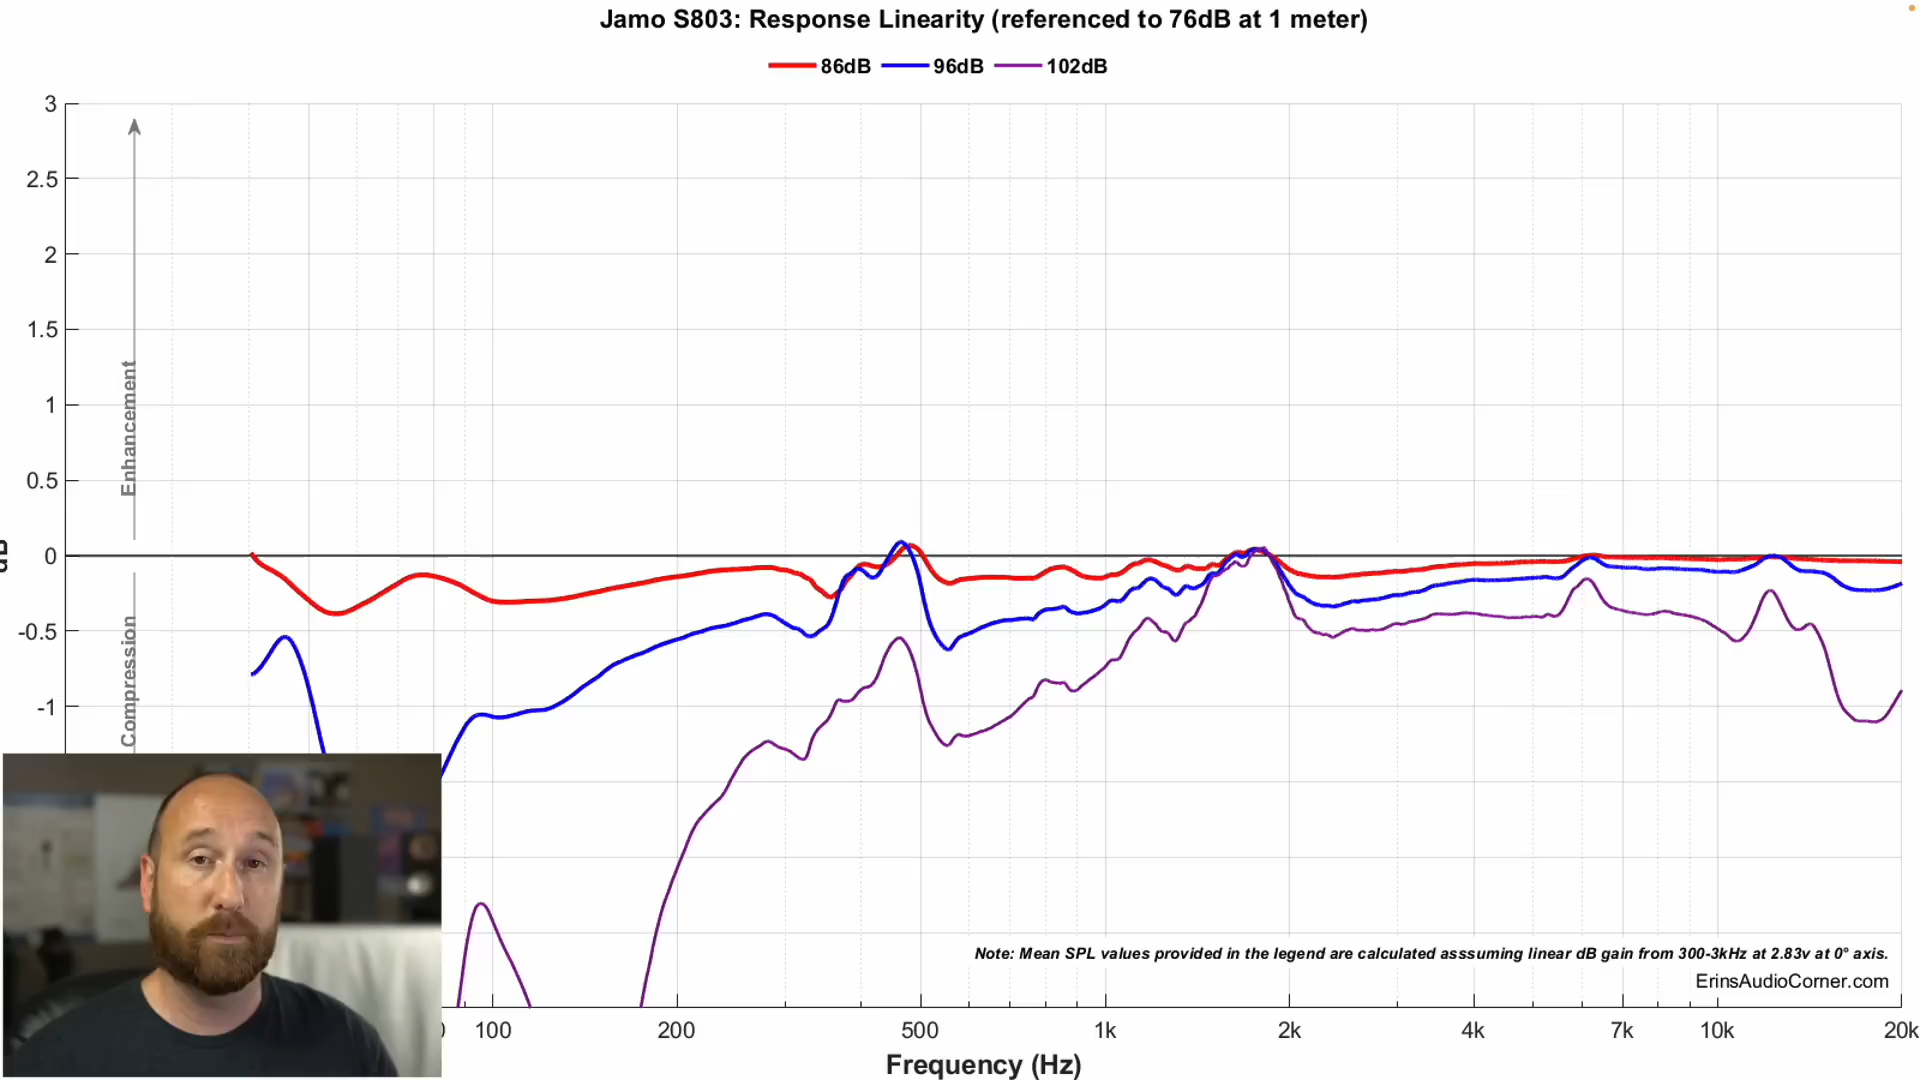 Jamo S803: Response Linearity (referenced to 76dB at 1 meter)
86dB 96dB 102dB
3
2.5
2
1.5
1
0.5
0
-0.5
-1
Enhancement
Compression
Note: Mean SPL values provided in the legend are calculated asssuming linear dB gain from 300-3kHz at 2.83v at 0° axis.
ErinsAudioCorner.com
100 200 500 1k 2k 4k 7k 10k 20k
Frequency (Hz)